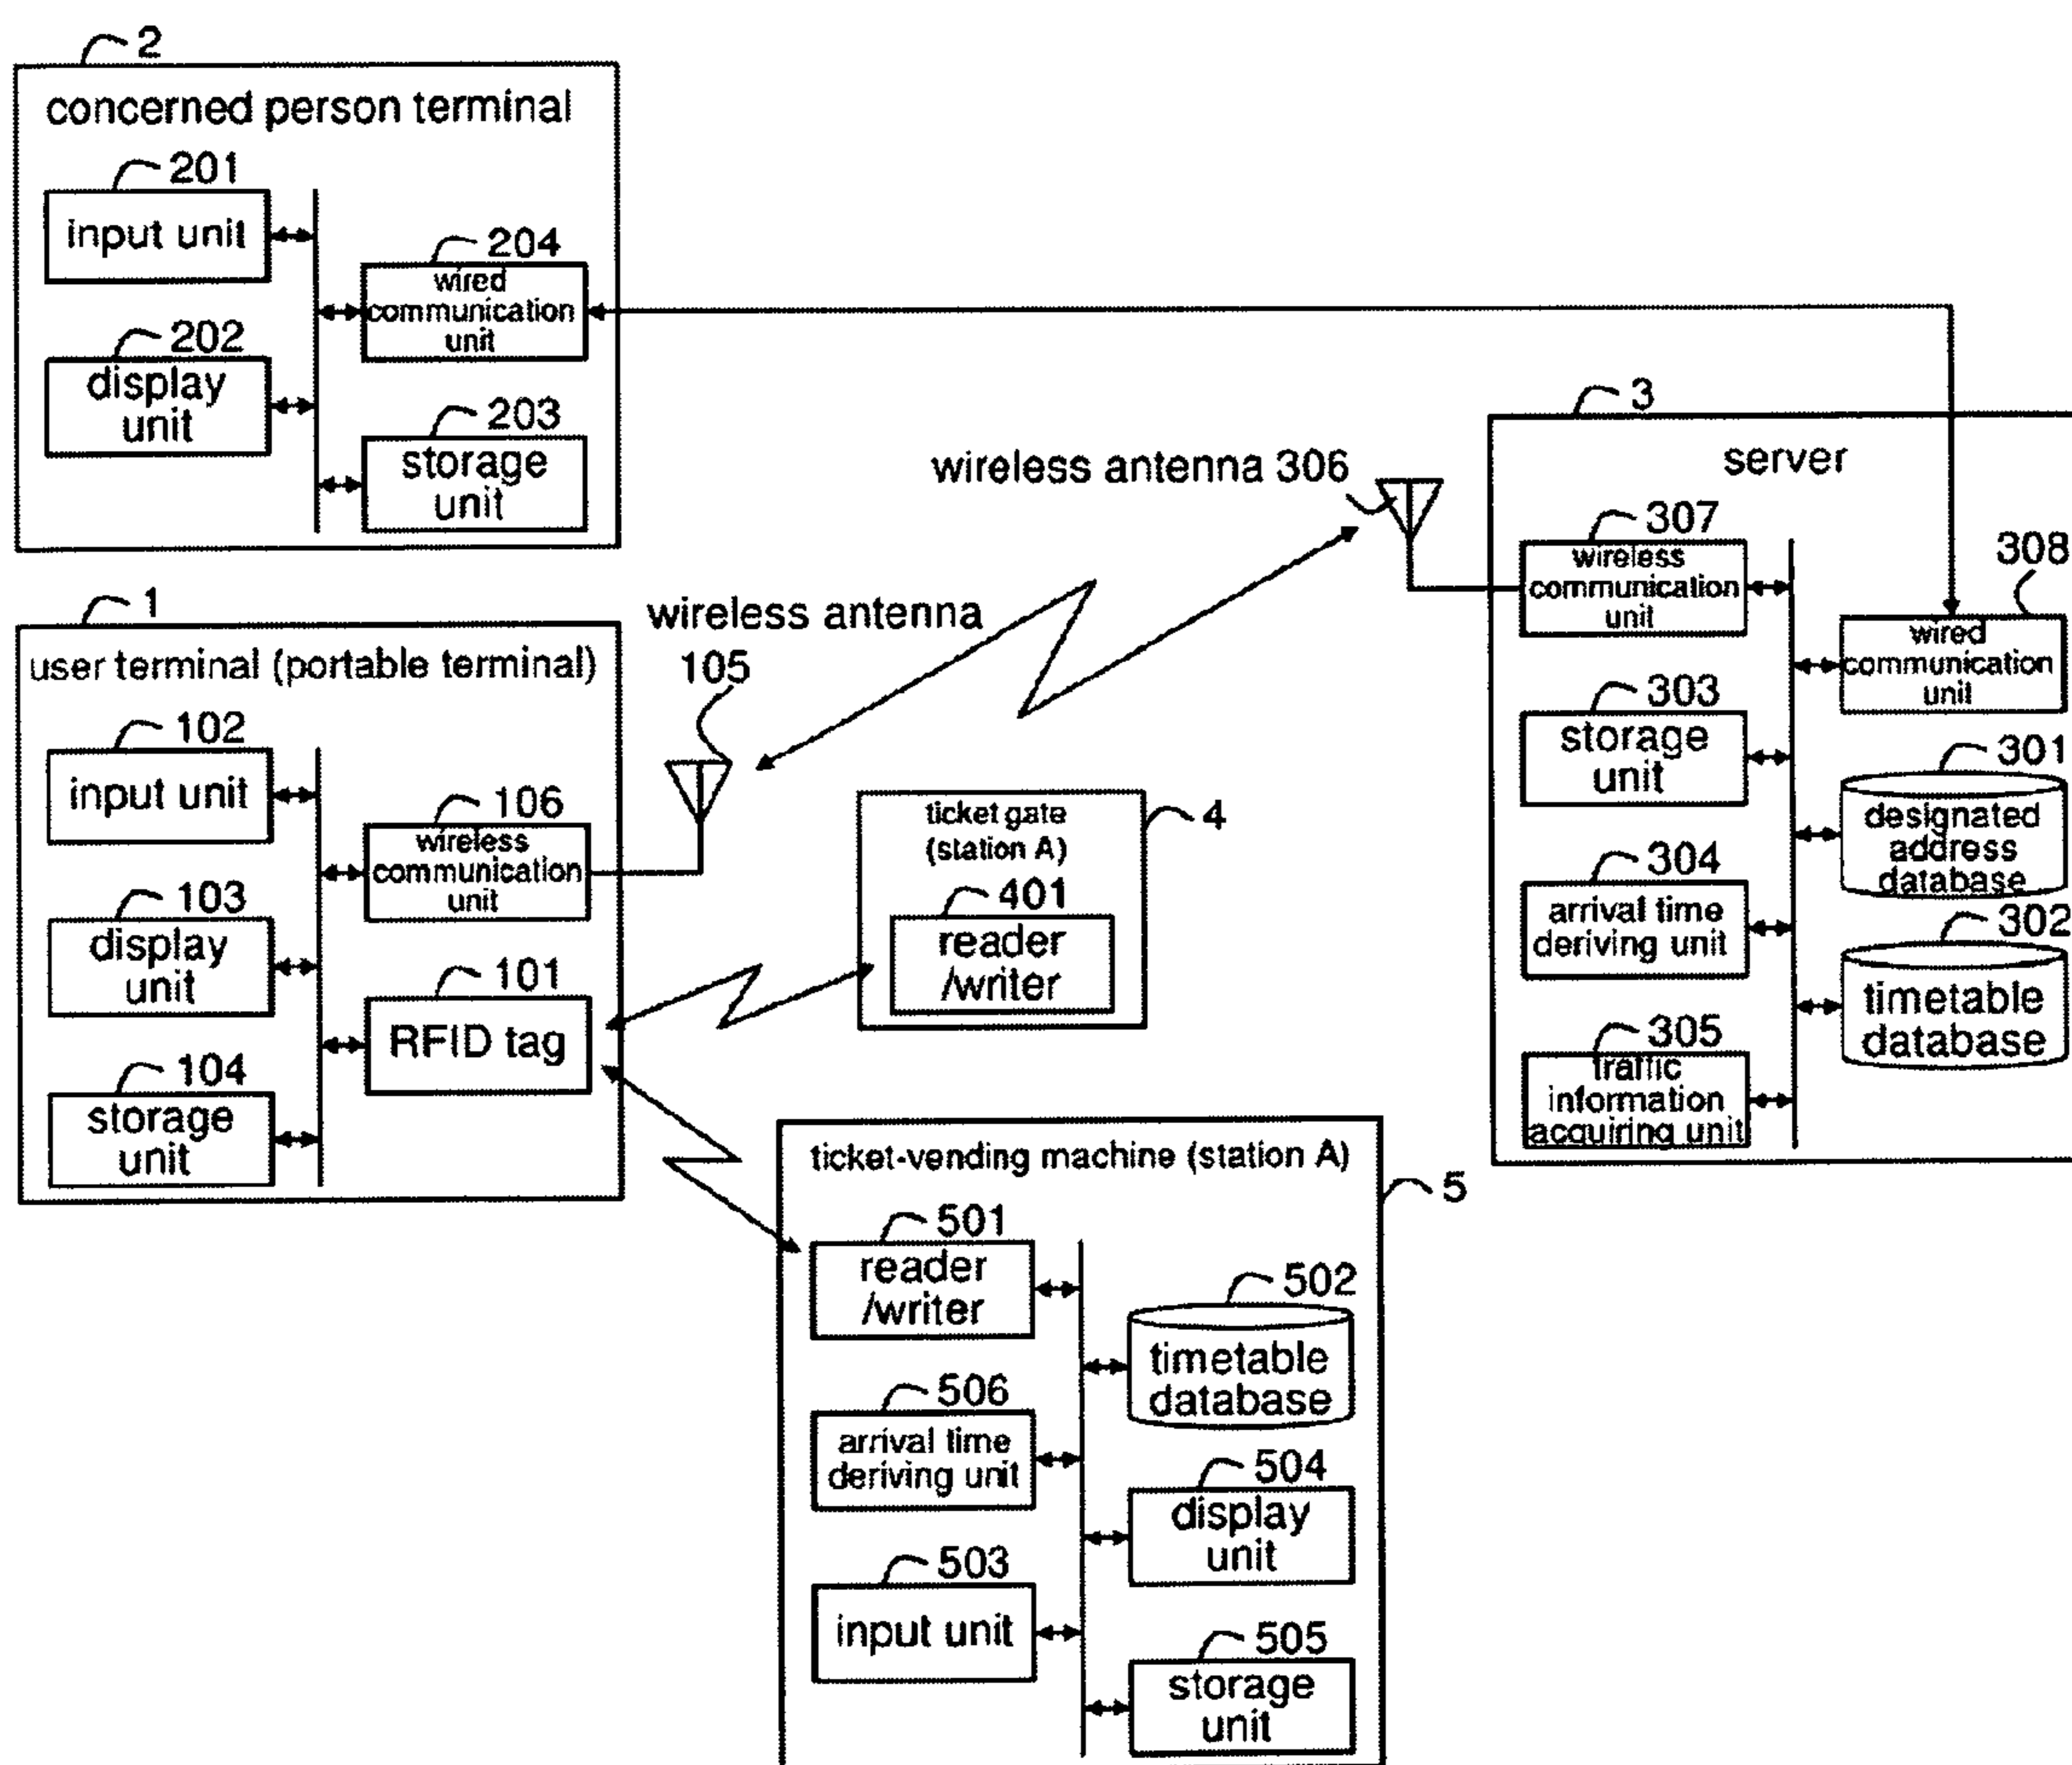 2
concerned person terminal
201
input unit
204
wired
communication
unit
202
display
unit
203
storage
unit
1
user terminal (portable terminal)
102
input unit
106
wireless
communication
unit
103
display
unit
101
RFID tag
104
storage
unit
wireless antenna
105
wireless antenna 306
ticket gate
(station A)
4
401
reader
/writer
3
server
307
wireless
communication
unit
308
wired
communication
unit
303
storage
unit
301
designated
address
database
304
arrival time
deriving unit
302
timetable
database
305
traffic
information
acquiring unit
ticket-vending machine (station A)
5
501
reader
/writer
502
timetable
database
506
arrival time
deriving unit
504
display
unit
503
input unit
505
storage
unit